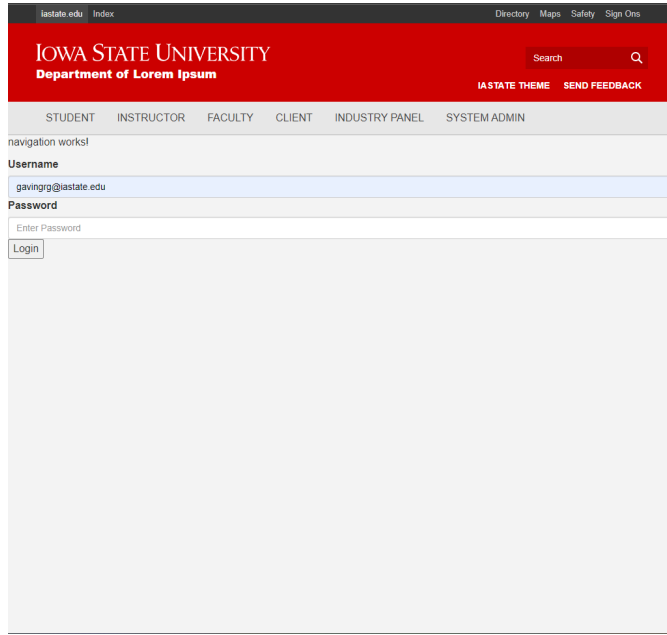 iastate.edu Index Directory Maps Safety Sign Ons
IOWA STATE UNIVERSITY
Department of Lorem Ipsum
Search
IASTATE THEME SEND FEEDBACK
STUDENT INSTRUCTOR FACULTY CLIENT INDUSTRY PANEL SYSTEM ADMIN
navigation works!
Username
gavingrg@iastate.edu
Password
Enter Password
Login